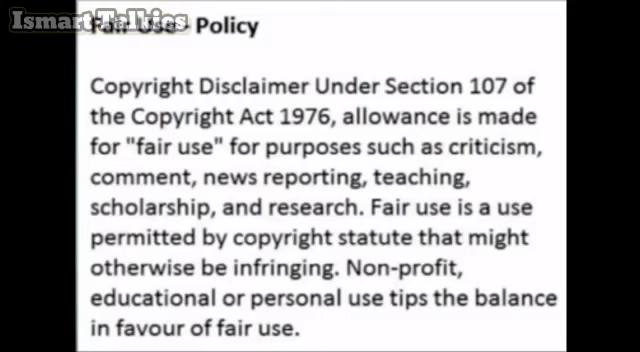 Ismart Talkies
Fair Use - Policy
Copyright Disclaimer Under Section 107 of
the Copyright Act 1976, allowance is made
for "fair use" for purposes such as criticism,
comment, news reporting, teaching,
scholarship, and research. Fair use is a use
permitted by copyright statute that might
otherwise be infringing. Non-profit,
educational or personal use tips the balance
in favour of fair use.